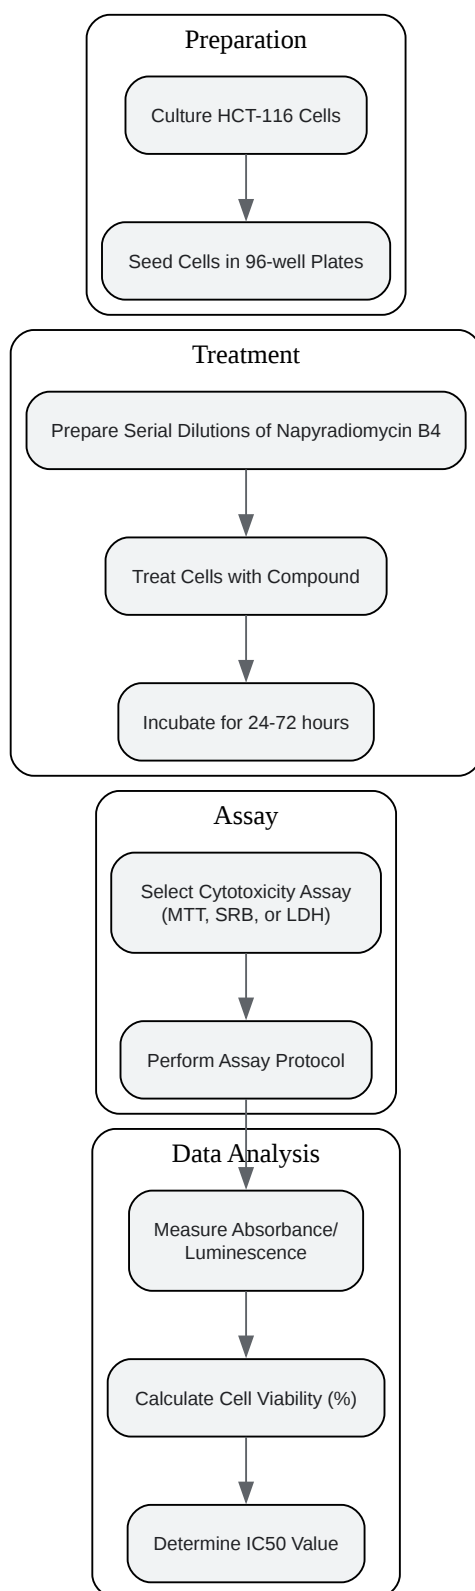 Preparation
Culture HCT-116 Cells
Seed Cells in 96-well Plates
Treatment
Prepare Serial Dilutions of Napyradiomycin B4
Treat Cells with Compound
Incubate for 24-72 hours
Assay
Select Cytotoxicity Assay
(MTT, SRB, or LDH)
Perform Assay Protocol
Data Analysis
Measure Absorbance/
Luminescence
Calculate Cell Viability (%)
Determine IC50 Value